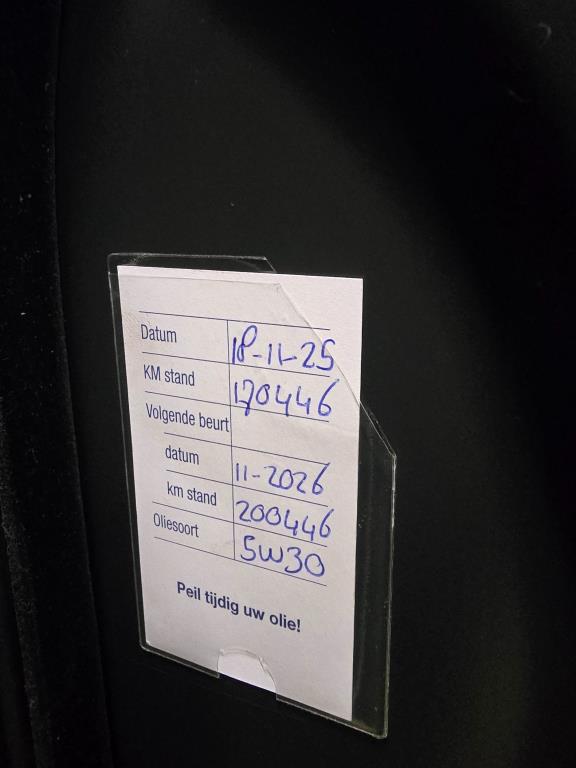 Datum 18-11-25
KM stand 170446
Volgende beurt
datum 11-2026
km stand 200446
Oliesoort 5W30
Peil tijdig uw olie!